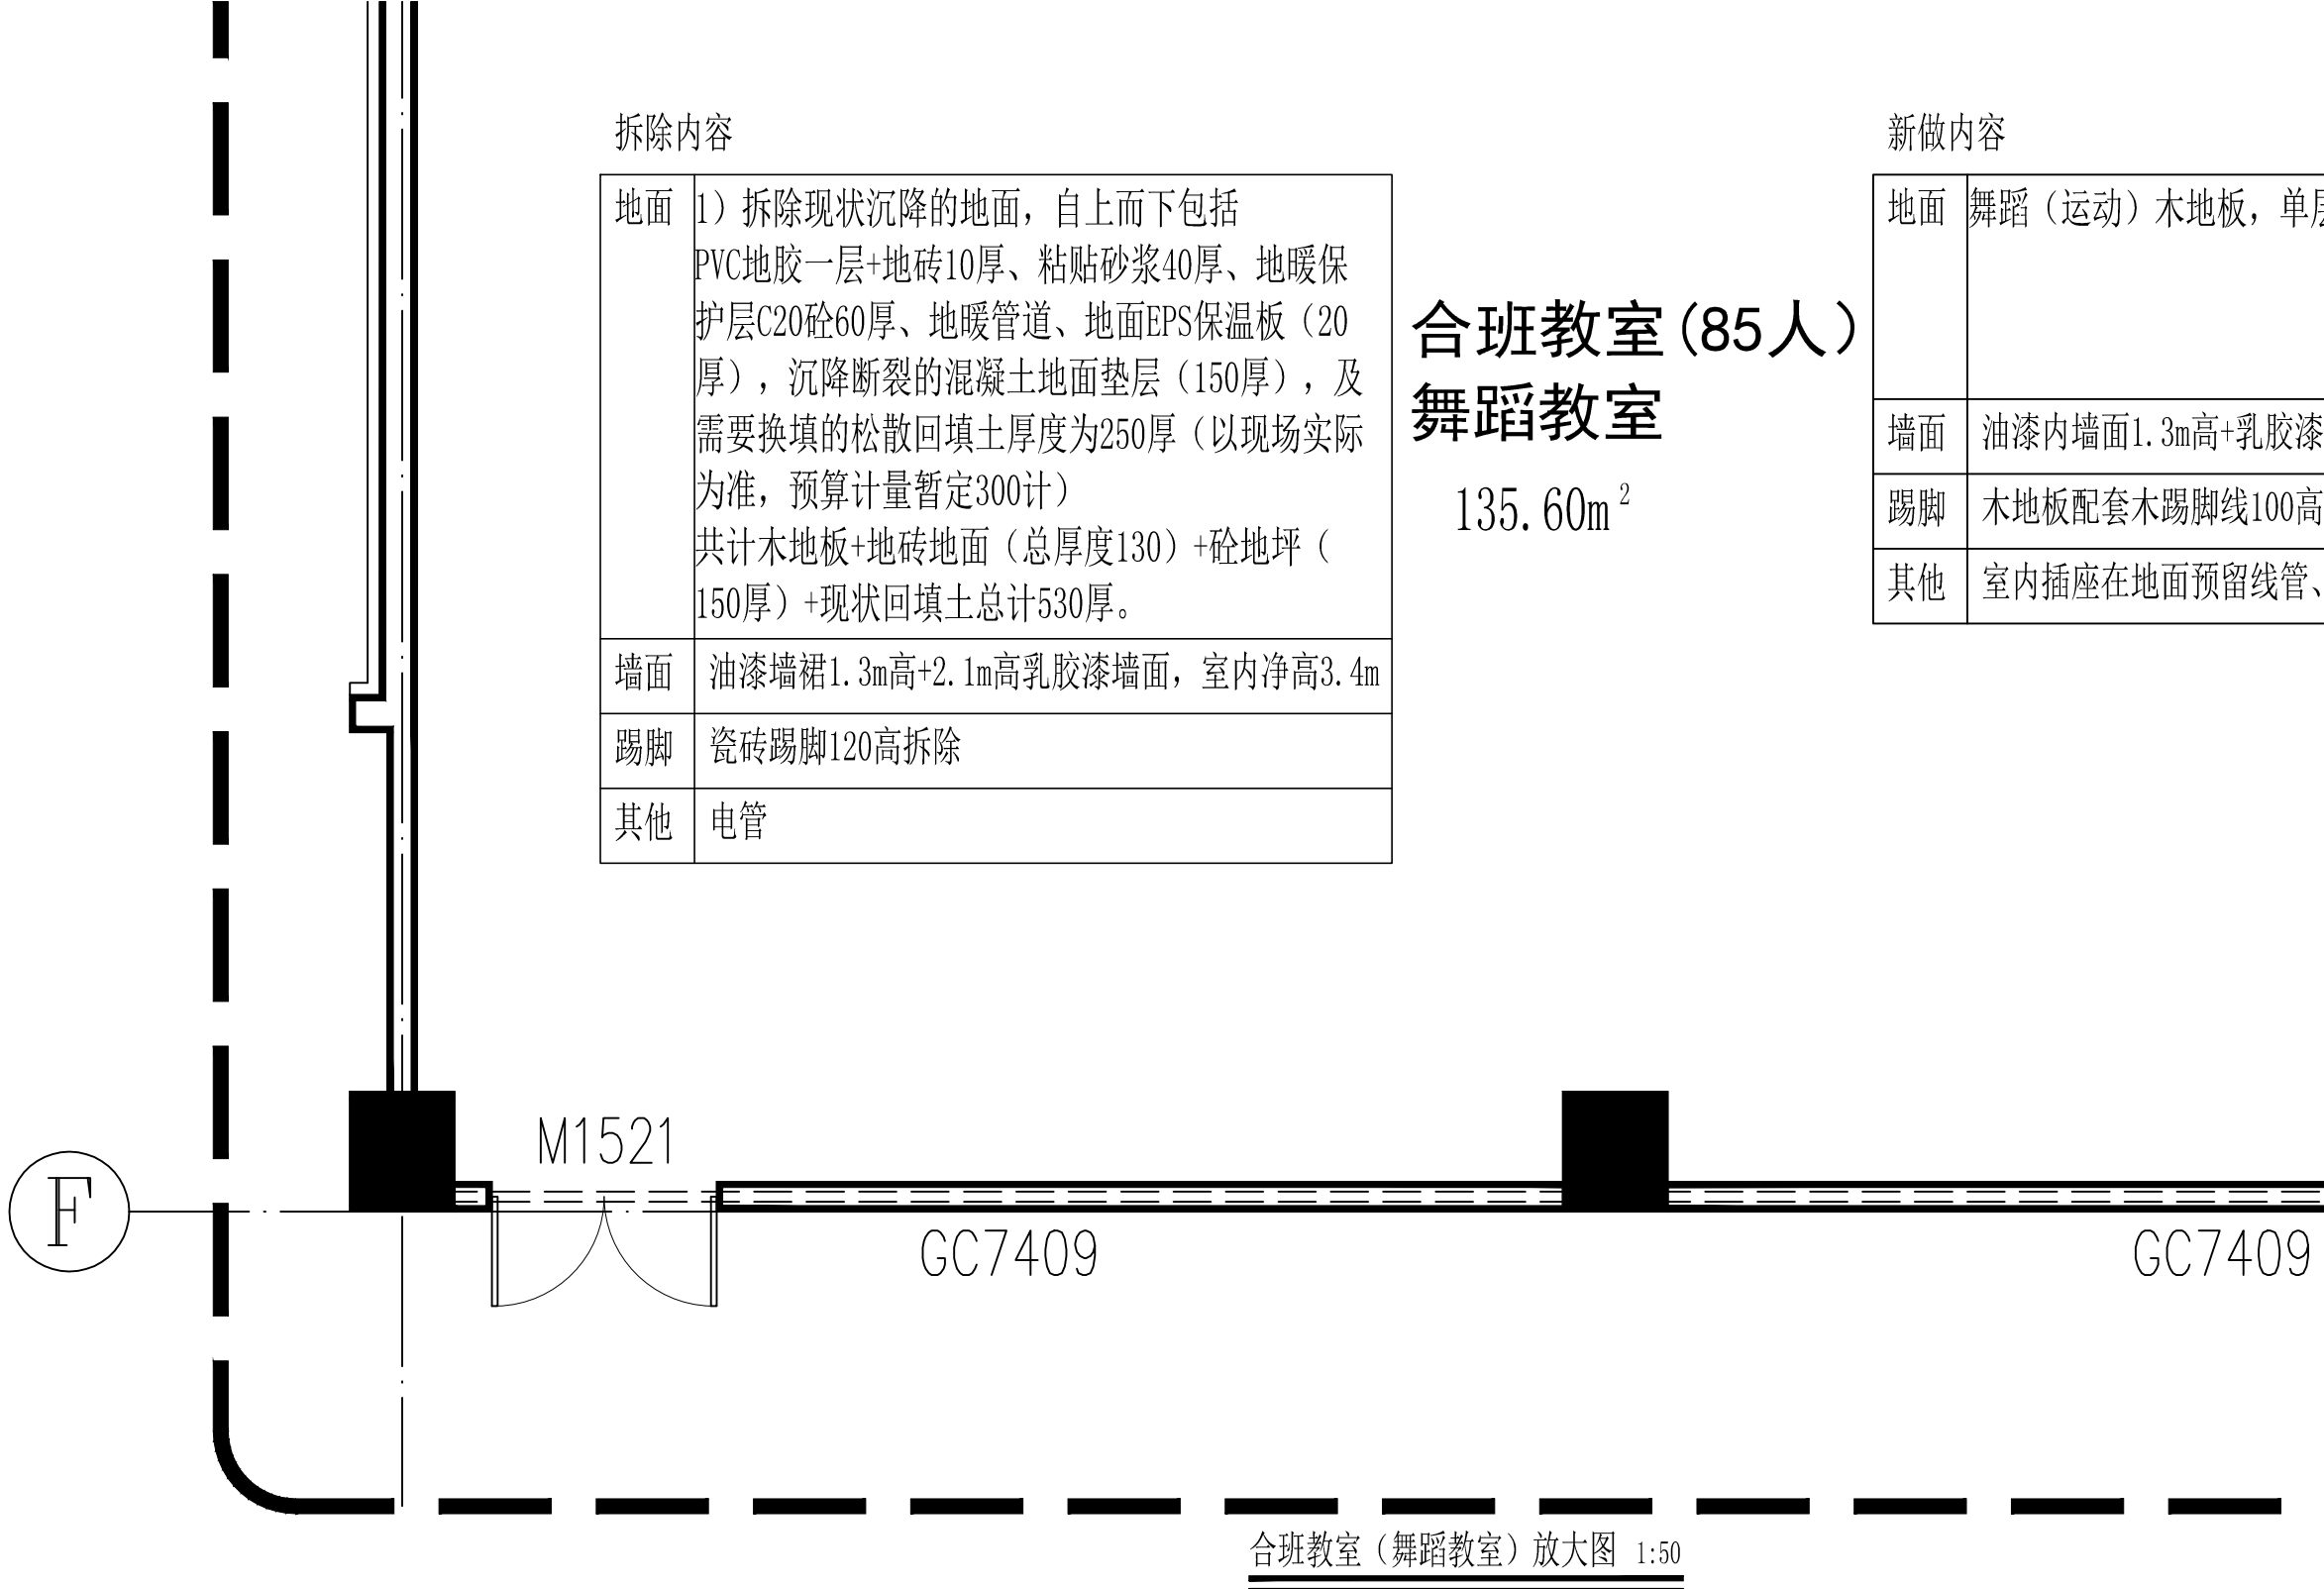 拆除内容
地面
1）拆除现状沉降的地面，自上而下包括
PVC地胶一层+地砖10厚、粘贴砂浆40厚、地暖保
护层C20砼60厚、地暖管道、地面EPS保温板（20
厚），沉降断裂的混凝土地面垫层（150厚），及
需要换填的松散回填土厚度为250厚（以现场实际
为准，预算计量暂定300计）
共计木地板+地砖地面（总厚度130）+砼地坪（
150厚）+现状回填土总计530厚。
墙面
油漆墙裙1.3m高+2.1m高乳胶漆墙面，室内净高3.4m
踢脚
瓷砖踢脚120高拆除
其他
电管
合班教室(85人)
舞蹈教室
135.60m²
新做内容
地面
舞蹈（运动）木地板，单层
墙面
油漆内墙面1.3m高+乳胶漆
踢脚
木地板配套木踢脚线100高
其他
室内插座在地面预留线管、
M1521
F
GC7409
GC7409
合班教室（舞蹈教室）放大图 1:50